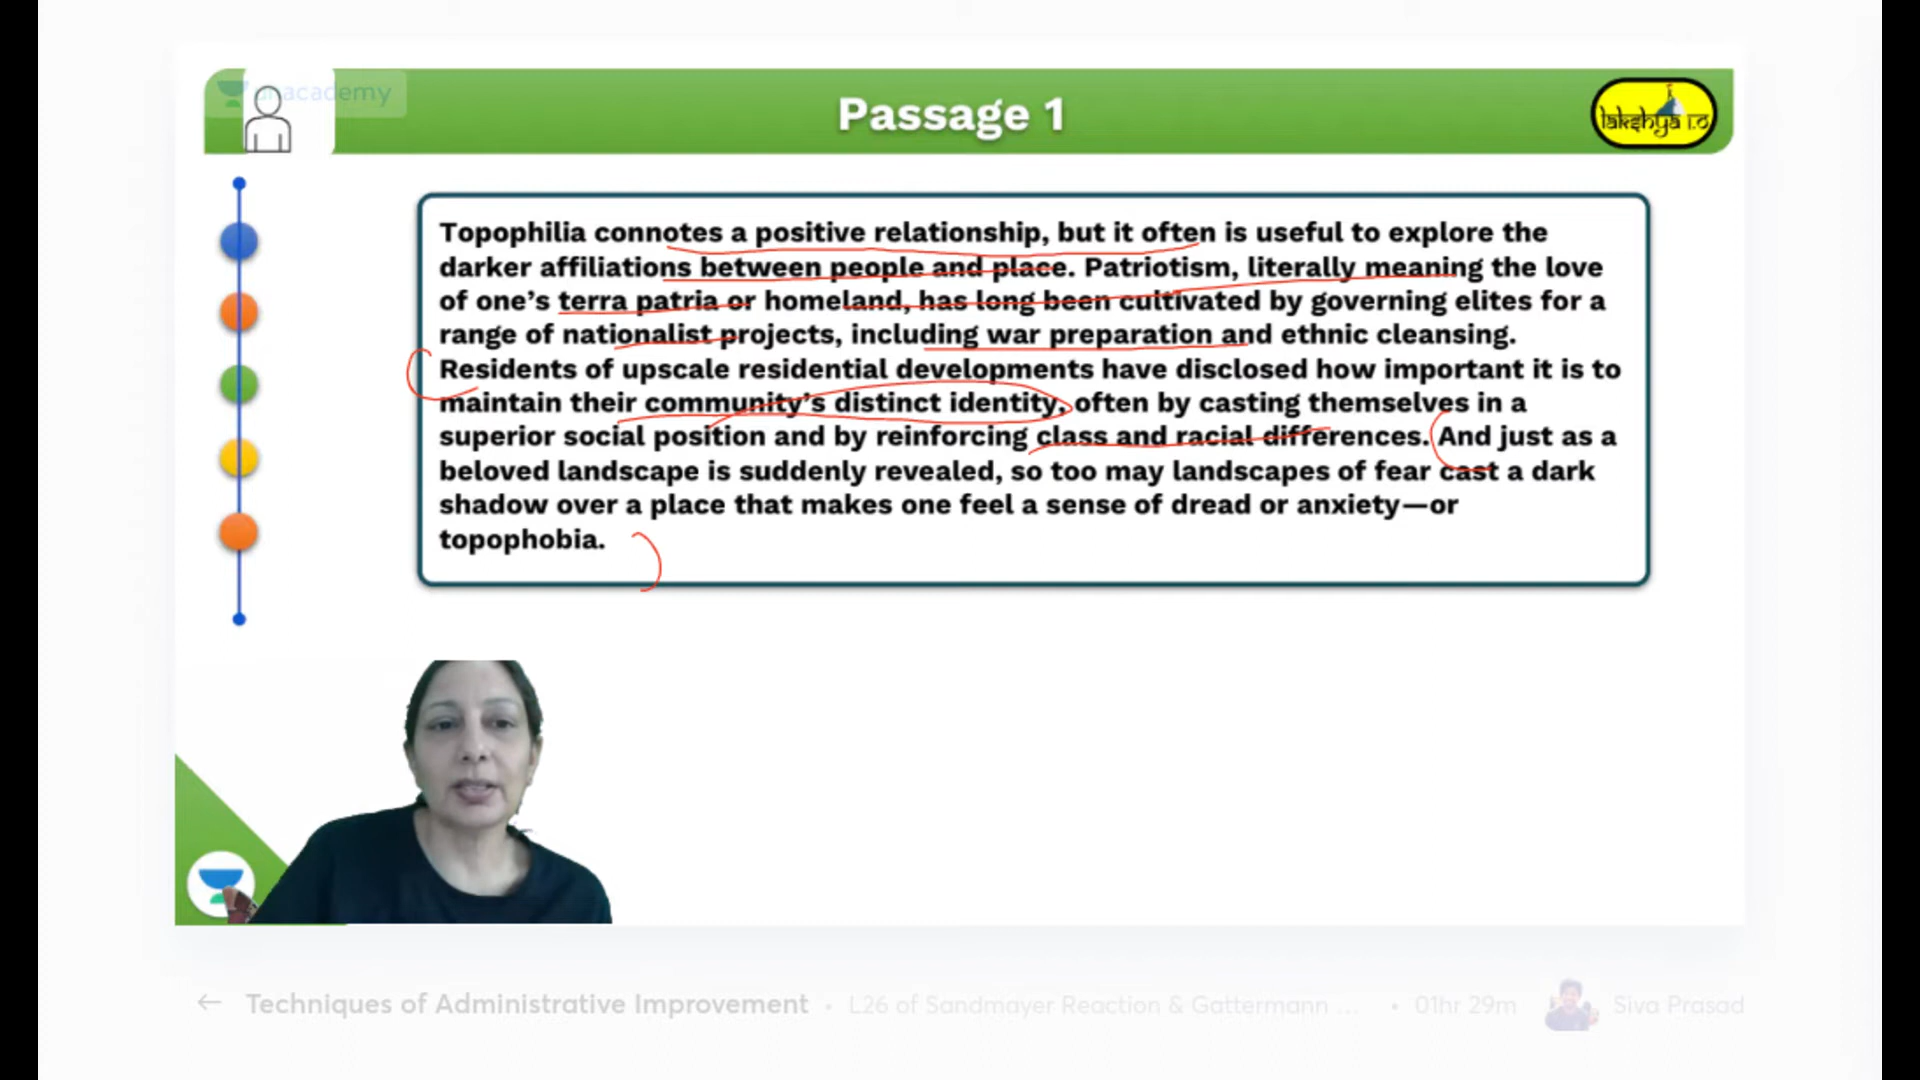 unacademy
Passage 1
lakshya 1.0
Topophilia connotes a positive relationship, but it often is useful to explore the
darker affiliations between people and place. Patriotism, literally meaning the love
of one’s terra patria or homeland, has long been cultivated by governing elites for a
range of nationalist projects, including war preparation and ethnic cleansing.
Residents of upscale residential developments have disclosed how important it is to
maintain their community’s distinct identity, often by casting themselves in a
superior social position and by reinforcing class and racial differences. And just as a
beloved landscape is suddenly revealed, so too may landscapes of fear cast a dark
shadow over a place that makes one feel a sense of dread or anxiety—or
topophobia.
Techniques of Administrative Improvement • L26 of Sandmayer Reaction & Gattermann ... • 01hr 29m Siva Prasad